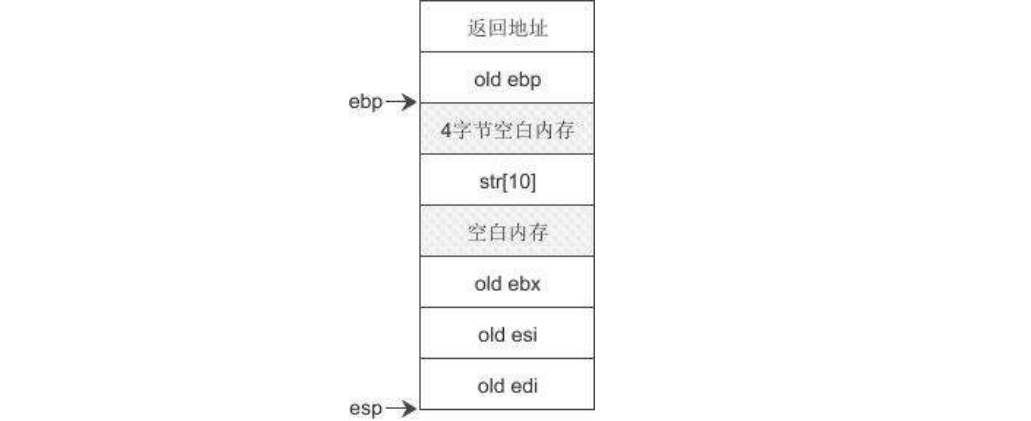 返回地址
old ebp
ebp
4字节空白内存
str[10]
空白内存
old ebx
old esi
old edi
esp